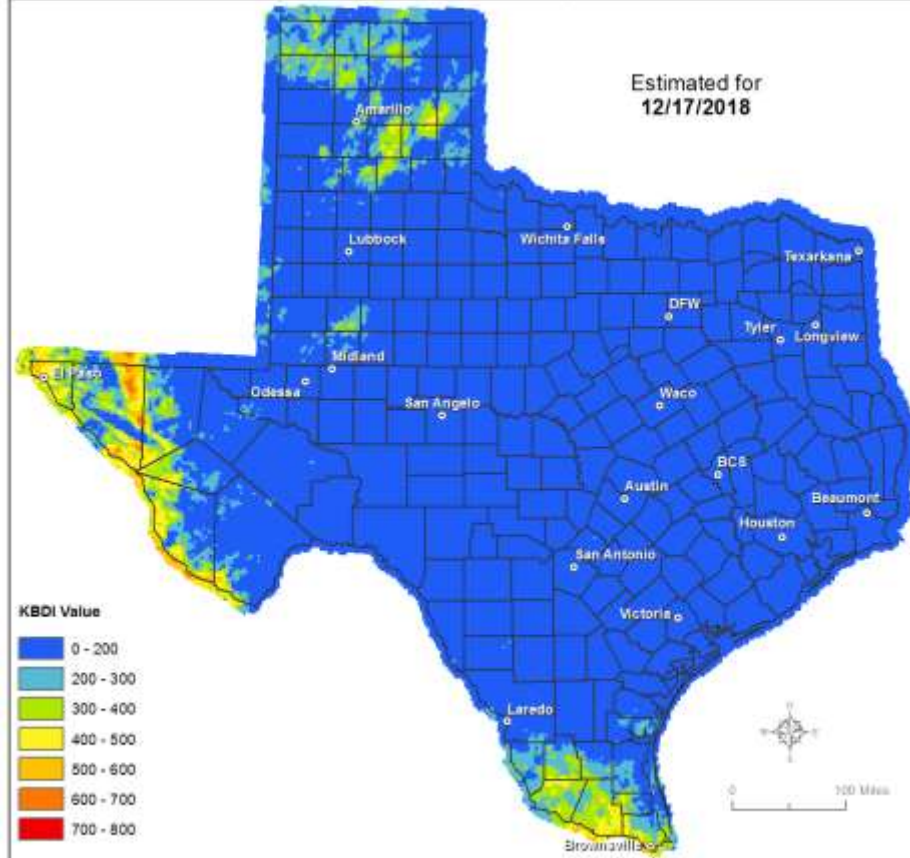 Estimated for
12/17/2018
Amarillo
Lubbock
Wichita Falls
Texarkana
DFW
Tyler
Longview
Midland
El Paso
Odessa
San Angelo
Waco
BCS
Austin
Beaumont
Houston
San Antonio
Victoria
KBDI Value
0 - 200
200 - 300
300 - 400
400 - 500
500 - 600
600 - 700
700 - 800
Laredo
0 100 Miles
Brownsville